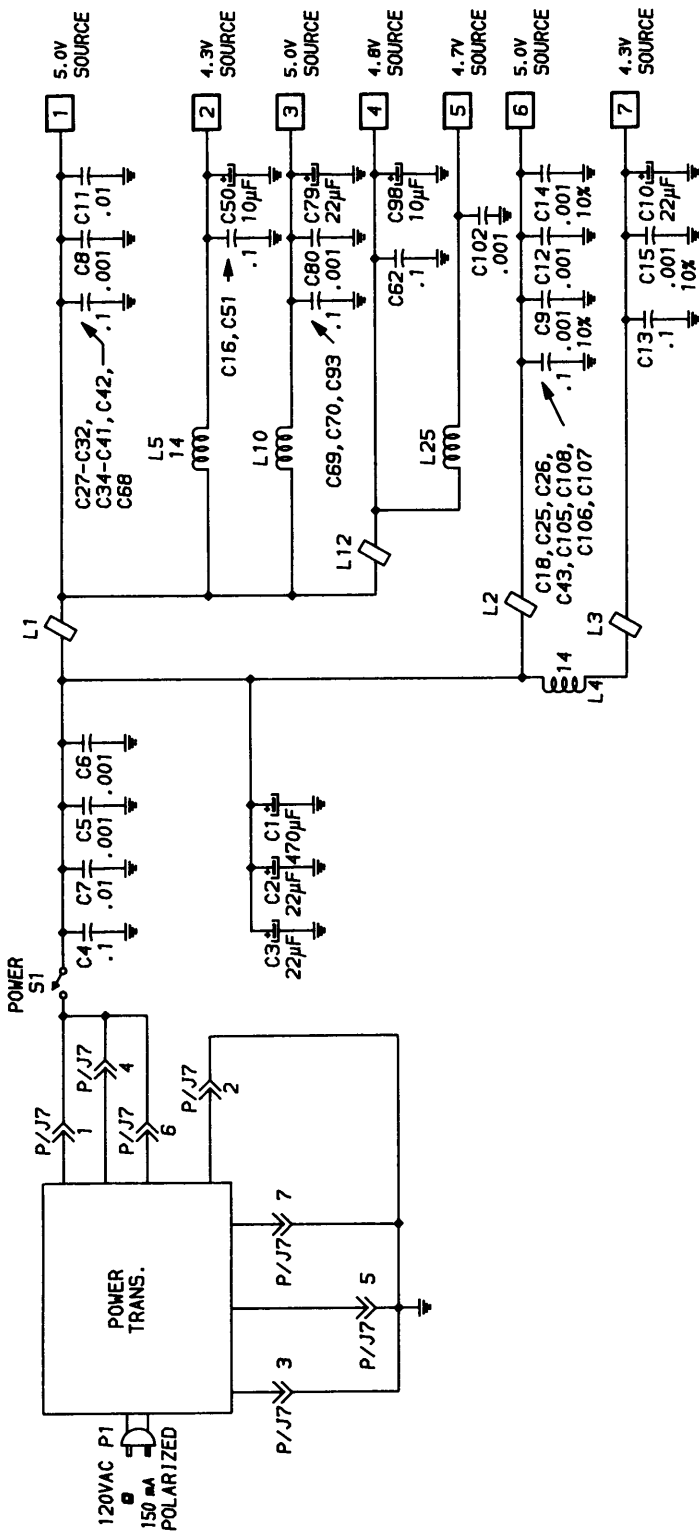 120VAC P1
@
150 mA
POLARIZED
POWER
TRANS.
P/J7
1
P/J7
4
P/J7
6
P/J7
2
P/J7
7
P/J7
5
P/J7
3
POWER
S1
C4
.1
C7
.01
C5
.001
C6
.001
C3
22µF
C2
22µF
C1
470µF
L1
C27-C32,
C34-C41, C42,
C68
.1
C8
.001
C11
.01
1
5.0V
SOURCE
L5
14
C16, C51
.1
C50
10µF
2
4.3V
SOURCE
L10
C69, C70, C93
.1
C80
.001
C79
22µF
3
5.0V
SOURCE
L12
C62
.1
C98
10µF
4
4.8V
SOURCE
L25
C102
.001
5
4.7V
SOURCE
L2
C18, C25, C26,
C43, C105, C108,
C106, C107
.1
C9
.001
10%
C12
.001
C14
.001
10%
6
5.0V
SOURCE
14
L4
L3
C13
.1
C15
.001
10%
C10
22µF
7
4.3V
SOURCE